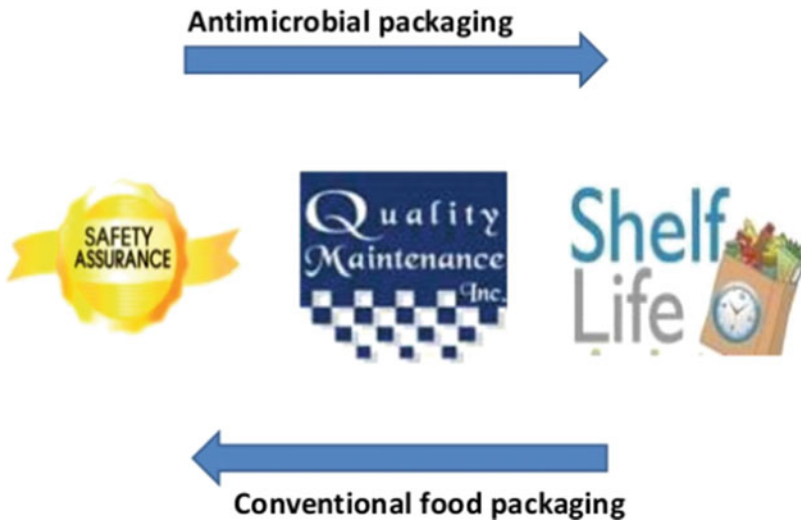 Antimicrobial packaging
SAFETY
ASSURANCE
Quality
Maintenance
Inc.
Shelf
Life
Conventional food packaging